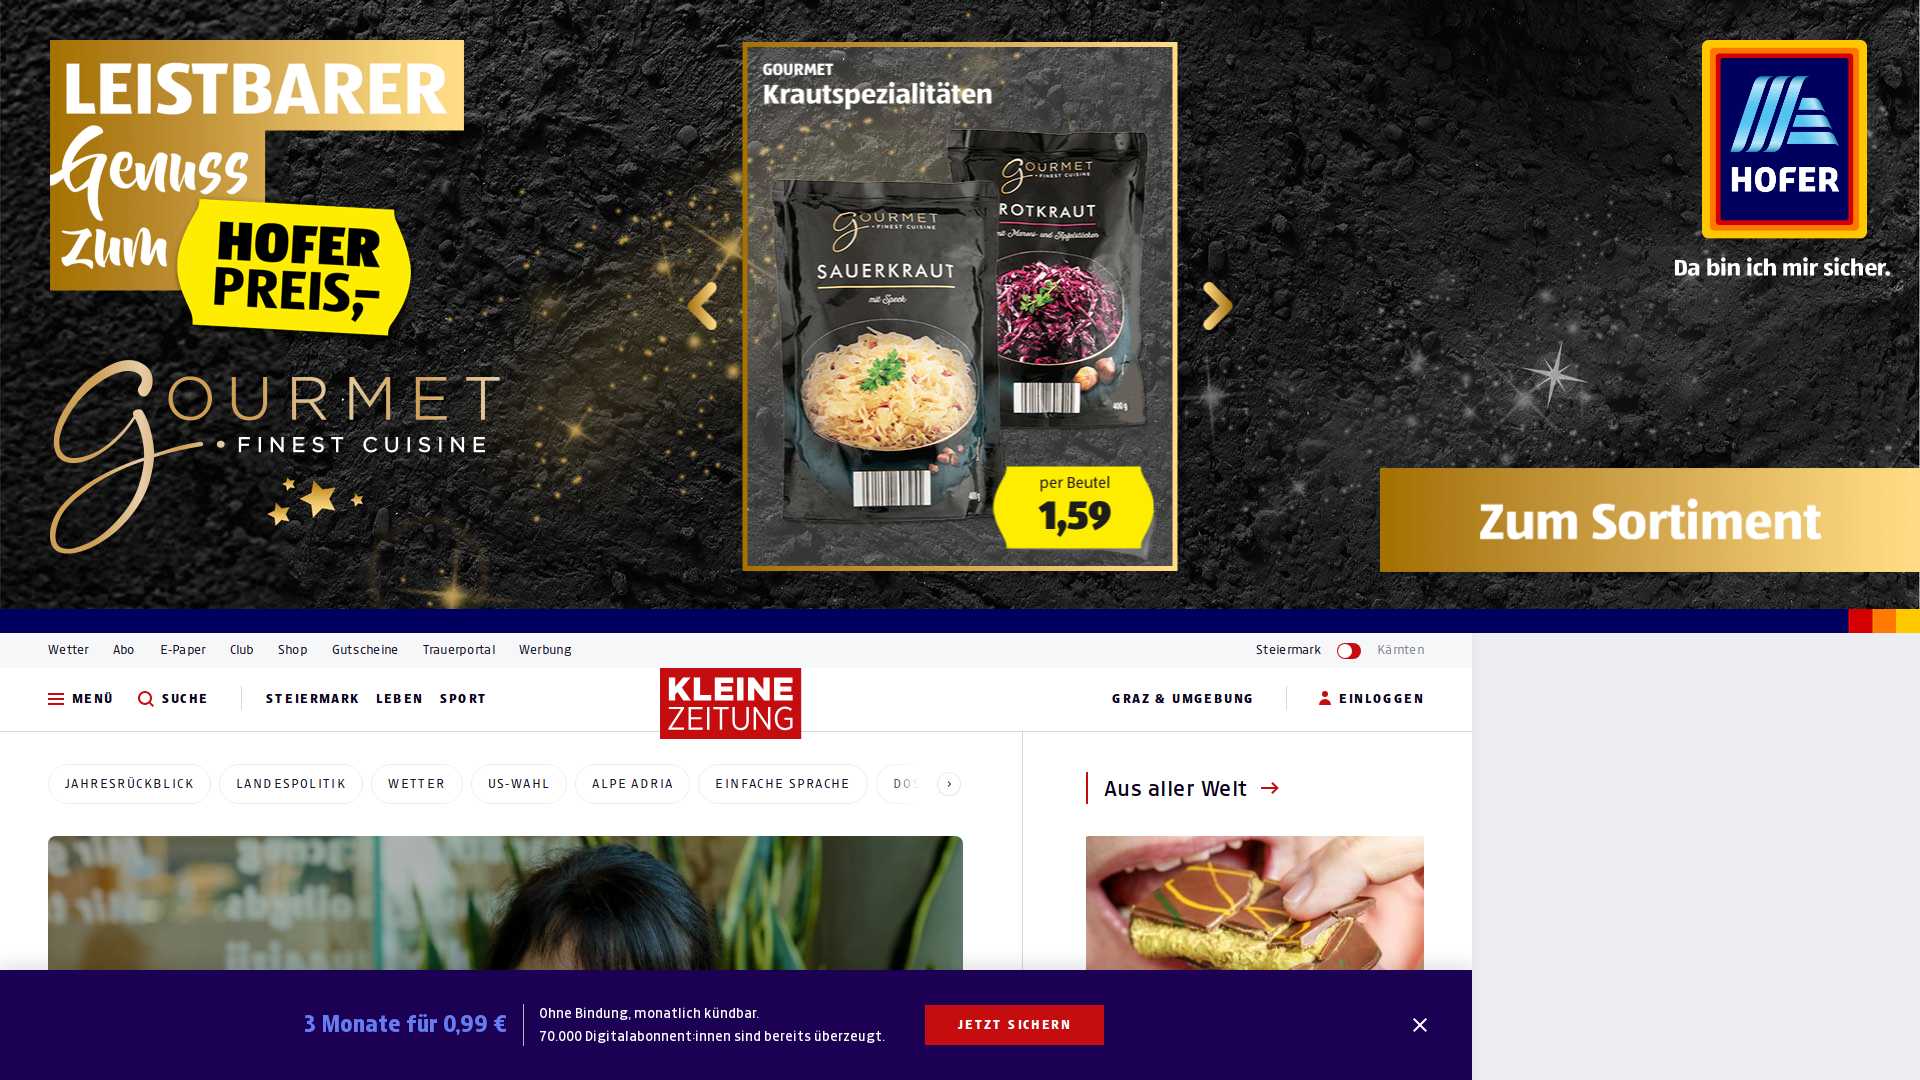 LEISTBARER
Genuss
zum
HOFER
PREIS,-
GOURMET
FINEST CUISINE
GOURMET
Krautspezialitäten
GOURMET
FINEST CUISINE
ROTKRAUT
mit Maroni- und Apfelstücken
400 g
GOURMET
FINEST CUISINE
SAUERKRAUT
mit Speck
per Beutel
1,59
HOFER
Da bin ich mir sicher.
Zum Sortiment
Wetter Abo E-Paper Club Shop Gutscheine Trauerportal Werbung
Steiermark Kärnten
MENÜ SUCHE STEIERMARK LEBEN SPORT
KLEINE
ZEITUNG
GRAZ & UMGEBUNG EINLOGGEN
JAHRESRÜCKBLICK LANDESPOLITIK WETTER US-WAHL ALPE ADRIA EINFACHE SPRACHE
Aus aller Welt
3 Monate für 0,99 €
Ohne Bindung, monatlich kündbar.
70.000 Digitalabonnent:innen sind bereits überzeugt.
JETZT SICHERN